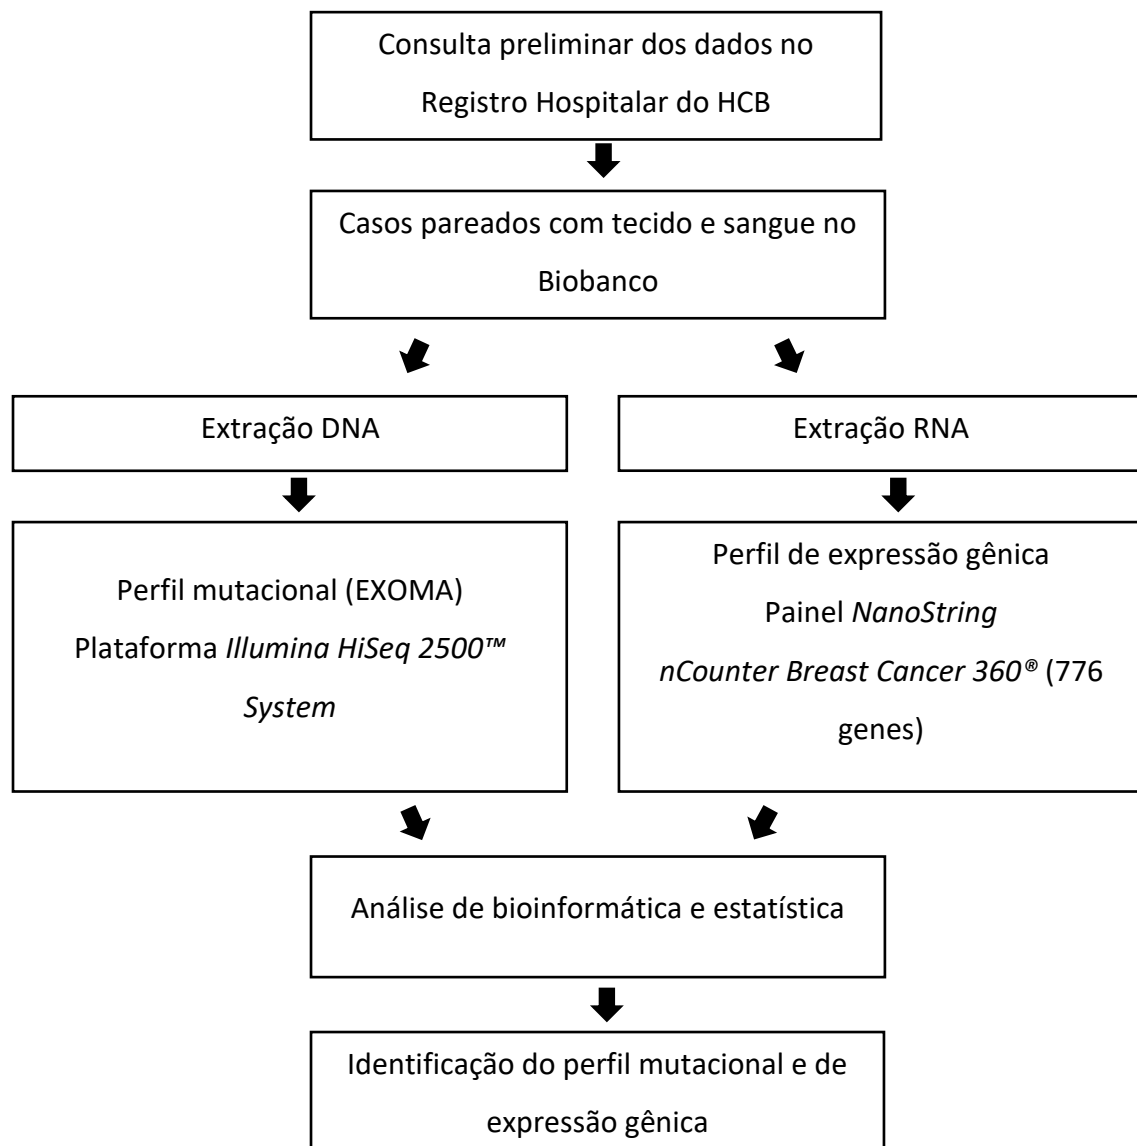 Consulta preliminar dos dados no
Registro Hospitalar do HCB
Casos pareados com tecido e sangue no
Biobanco
Extração DNA
Extração RNA
Perfil mutacional (EXOMA)
Plataforma Illumina HiSeq 2500™
System
Perfil de expressão gênica
Painel NanoString
nCounter Breast Cancer 360® (776
genes)
Análise de bioinformática e estatística
Identificação do perfil mutacional e de
expressão gênica